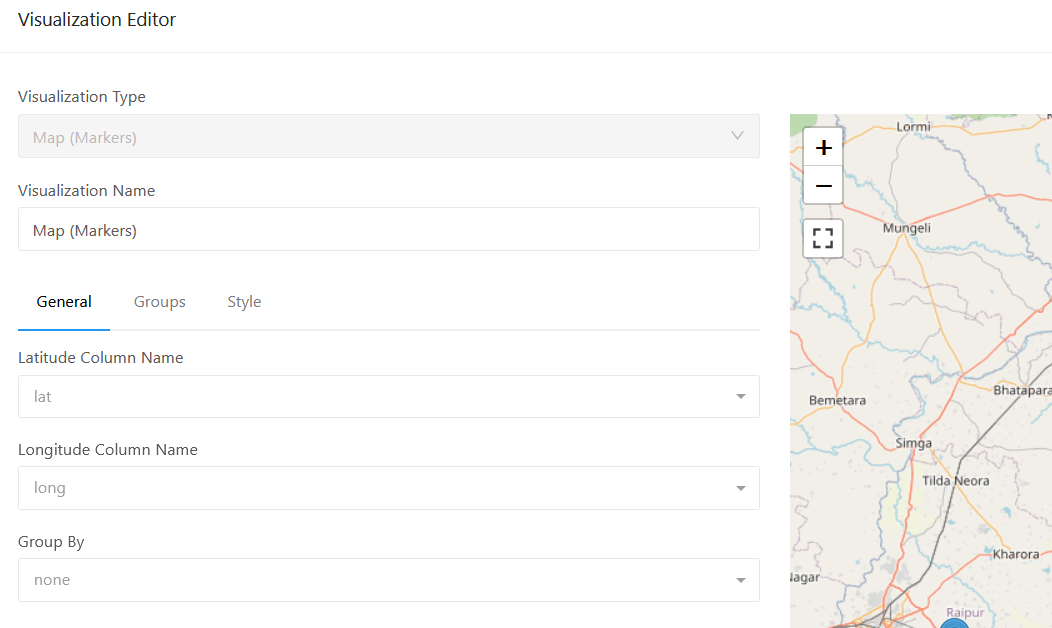 Visualization Editor
Visualization Type
Map (Markers)
Visualization Name
Map (Markers)
General Groups Style
Latitude Column Name
lat
Longitude Column Name
long
Group By
none
+
−
Lormi
Mungeli
Bemetara
Bhatapara
Simga
Tilda Neora
Kharora
Nagar
Raipur